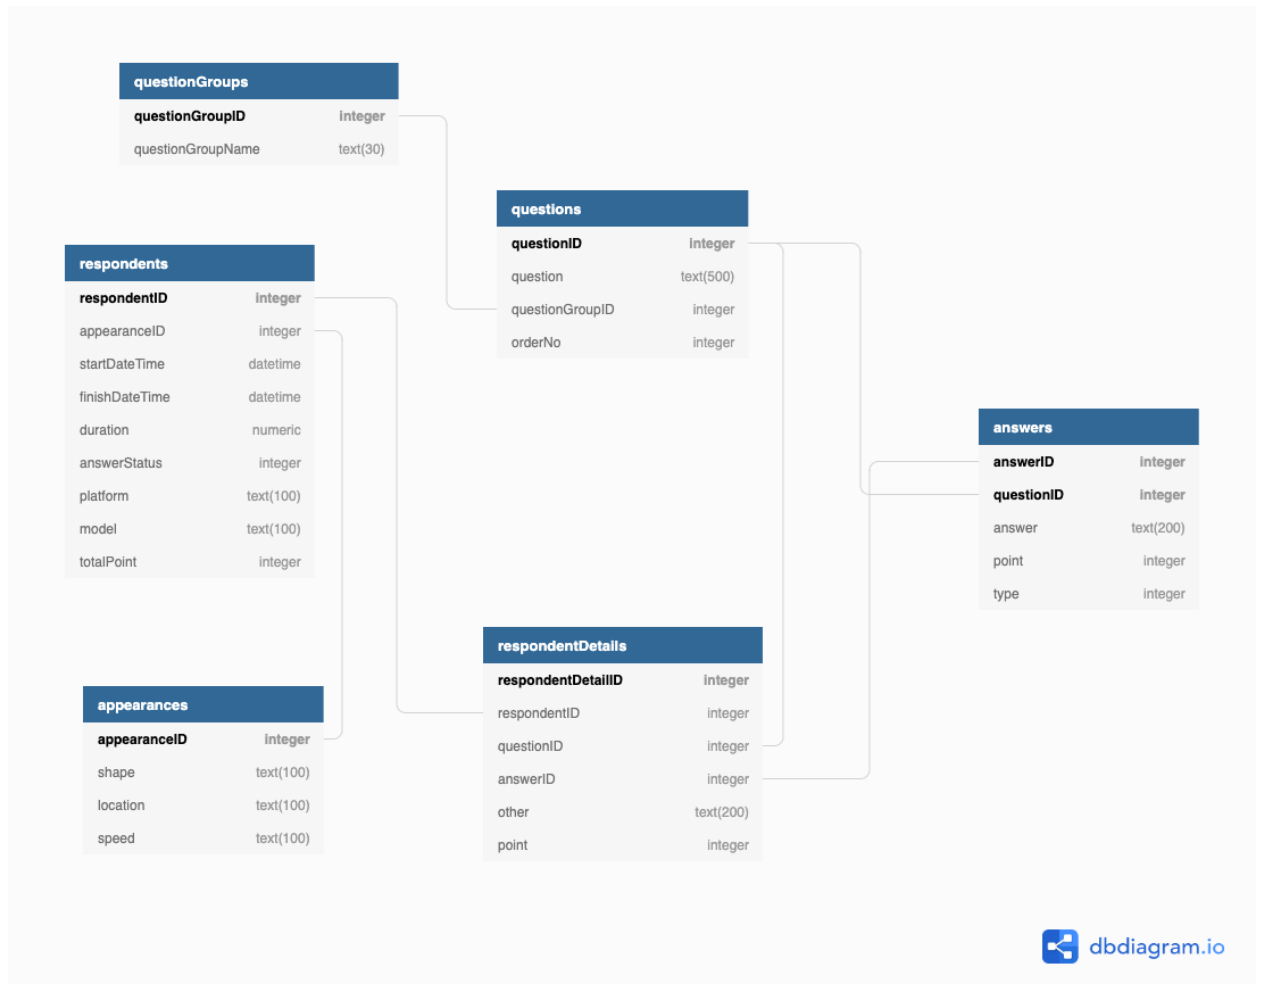 questionGroups
questionGroupID integer
questionGroupName text(30)
questions
questionID integer
question text(500)
questionGroupID integer
orderNo integer
respondents
respondentID integer
appearanceID integer
startDateTime datetime
finishDateTime datetime
duration numeric
answerStatus integer
platform text(100)
model text(100)
totalPoint integer
answers
answerID integer
questionID integer
answer text(200)
point integer
type integer
respondentDetails
respondentDetailID integer
respondentID integer
questionID integer
answerID integer
other text(200)
point integer
appearances
appearanceID integer
shape text(100)
location text(100)
speed text(100)
dbdiagram.io